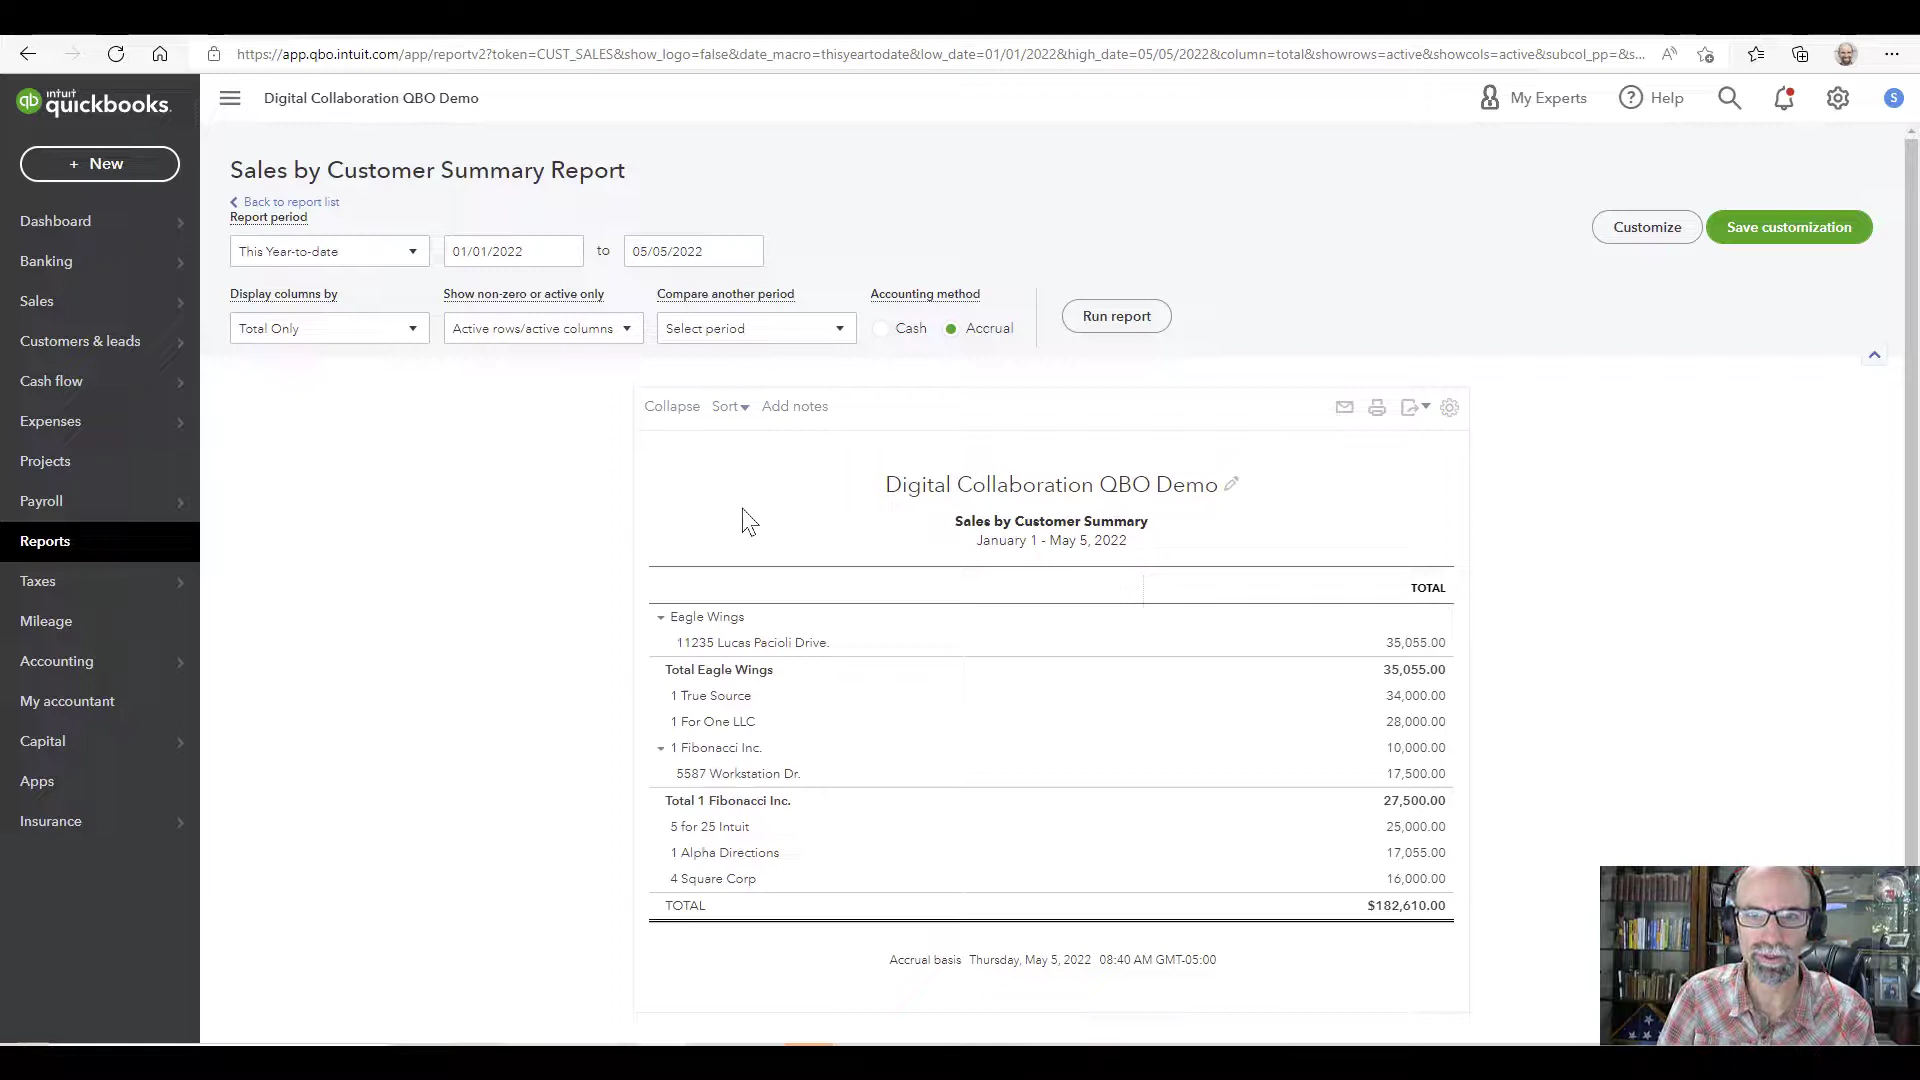 https://app.qbo.intuit.com/app/reportv2?token=CUST_SALES&show_logo=false&date_macro=thisyeartodate&low_date=01/01/2022&high_date=05/05/2022&column=total&showrows=active&showcols=active&subcol_pp=&s...
intuit
quickbooks.
Digital Collaboration QBO Demo
My Experts
Help
S
+ New
Dashboard
Banking
Sales
Customers & leads
Cash flow
Expenses
Projects
Payroll
Reports
Taxes
Mileage
Accounting
My accountant
Capital
Apps
Insurance
Sales by Customer Summary Report
Back to report list
Report period
This Year-to-date
01/01/2022
to
05/05/2022
Customize
Save customization
Display columns by
Show non-zero or active only
Compare another period
Accounting method
Total Only
Active rows/active columns
Select period
Cash
Accrual
Run report
Collapse
Sort
Add notes
Digital Collaboration QBO Demo
Sales by Customer Summary
January 1 - May 5, 2022
TOTAL
Eagle Wings
11235 Lucas Pacioli Drive. 35,055.00
Total Eagle Wings 35,055.00
1 True Source 34,000.00
1 For One LLC 28,000.00
1 Fibonacci Inc. 10,000.00
5587 Workstation Dr. 17,500.00
Total 1 Fibonacci Inc. 27,500.00
5 for 25 Intuit 25,000.00
1 Alpha Directions 17,055.00
4 Square Corp 16,000.00
TOTAL $182,610.00
Accrual basis Thursday, May 5, 2022 08:40 AM GMT-05:00